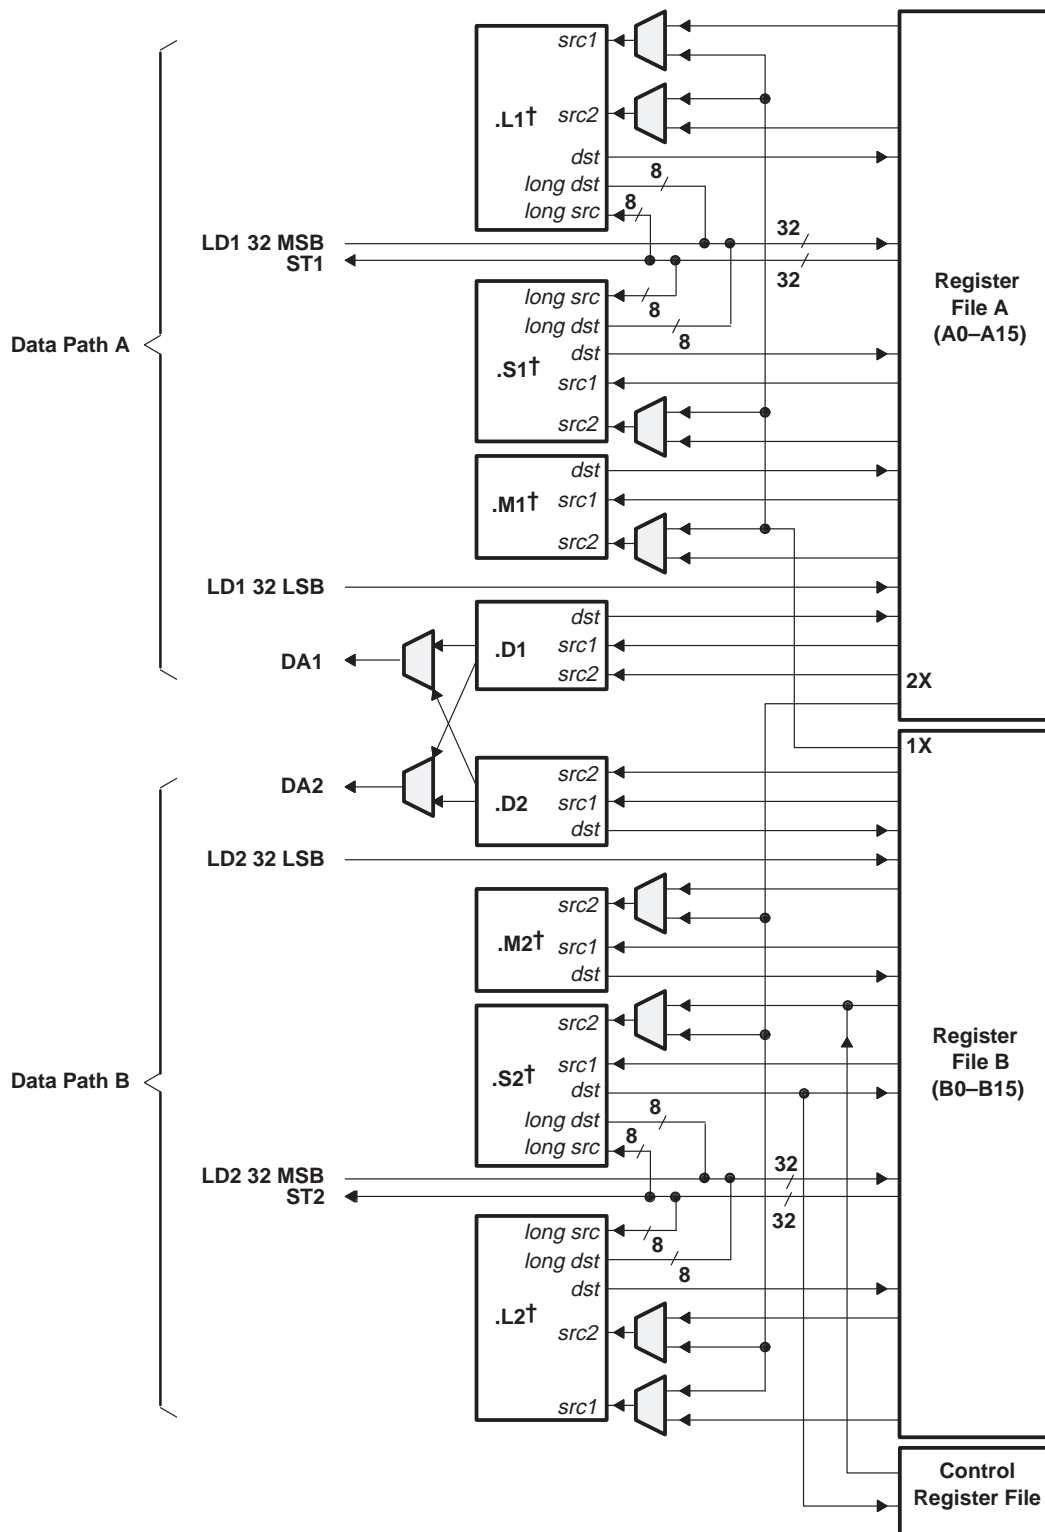 src1
.L1†
src2
dst
8
long dst
8
long src
LD1 32 MSB
32
ST1
32
Register
File A
(A0–A15)
long src
8
long dst
8
Data Path A
dst
.S1†
src1
src2
dst
.M1†
src1
src2
LD1 32 LSB
dst
.D1
src1
DA1
src2
2X
1X
DA2
src2
.D2
src1
dst
LD2 32 LSB
src2
.M2†
src1
dst
src2
Register
File B
(B0–B15)
src1
.S2†
Data Path B
dst
8
long dst
8
long src
LD2 32 MSB
32
ST2
32
long src
8
long dst
8
dst
.L2†
src2
src1
Control
Register File